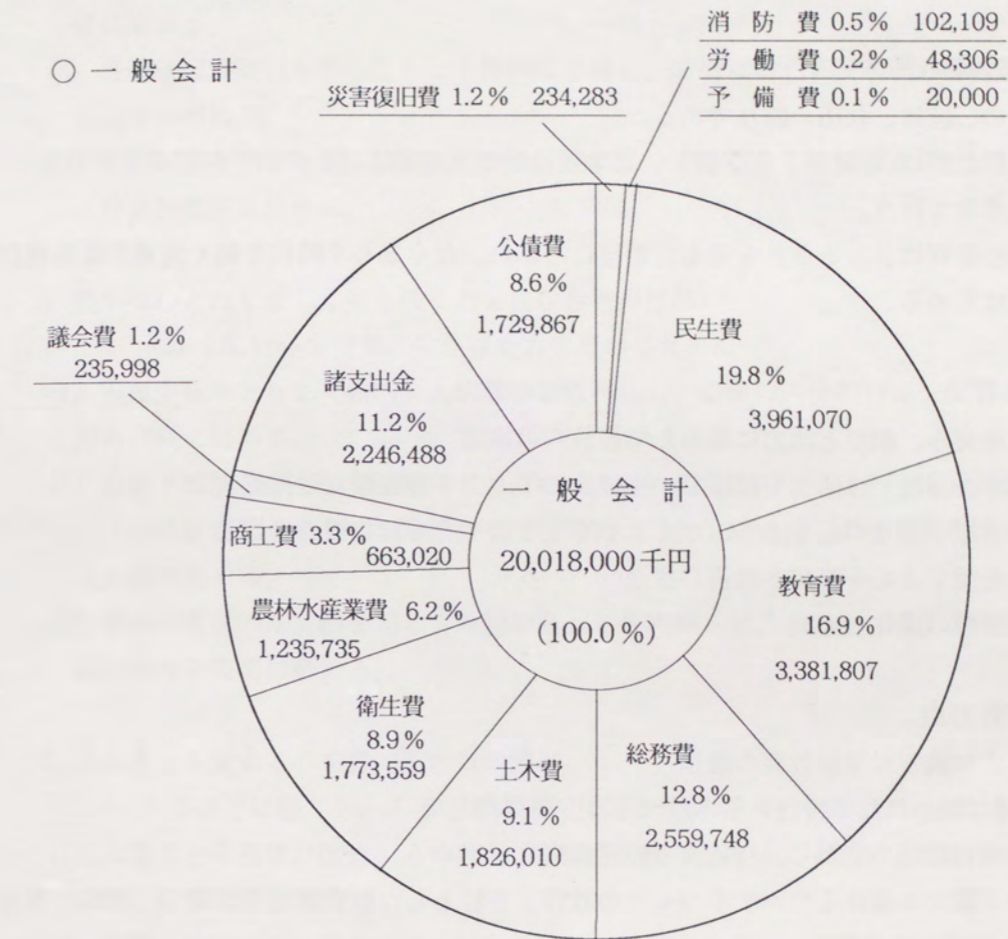 消防費 0.5% 102,109
労働費 0.2% 48,306
予備費 0.1% 20,000
○ 一般会計
災害復旧費 1.2% 234,283
公債費
8.6%
1,729,867
民生費
19.8%
3,961,070
議会費 1.2%
235,998
諸支出金
11.2%
2,246,488
一般会計
20,018,000千円
(100.0%)
商工費 3.3%
663,020
農林水産業費 6.2%
1,235,735
教育費
16.9%
3,381,807
衛生費
8.9%
1,773,559
土木費
9.1%
1,826,010
総務費
12.8%
2,559,748